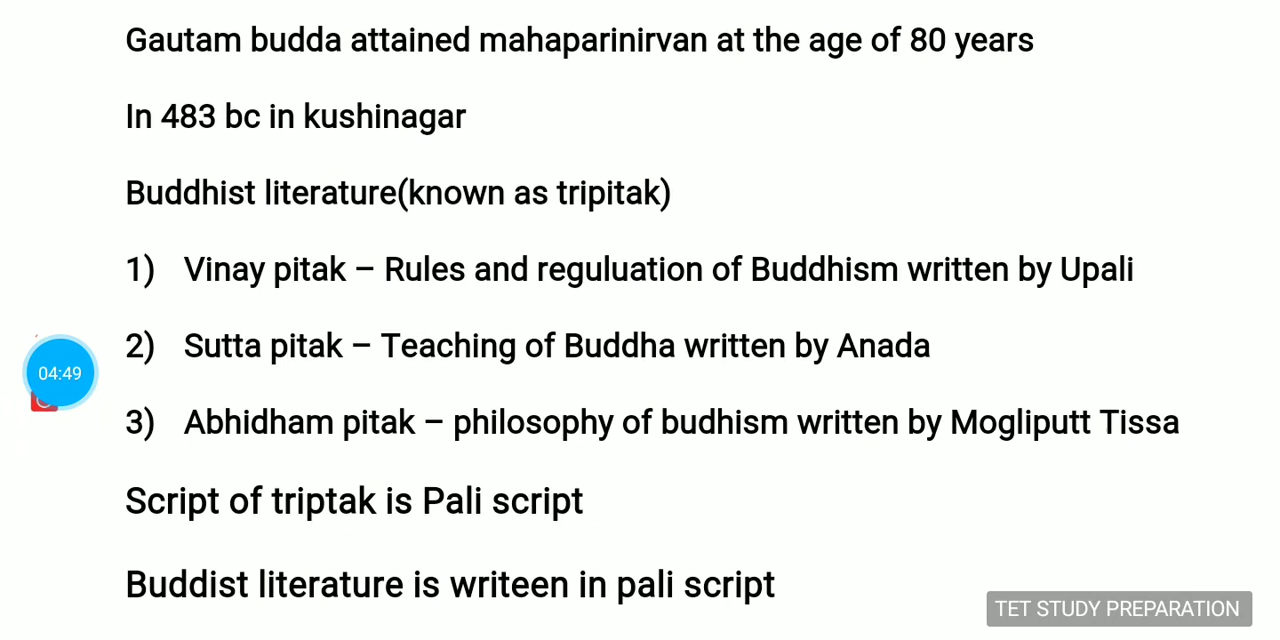 Gautam budda attained mahaparinirvan at the age of 80 years
In 483 bc in kushinagar
Buddhist literature(known as tripitak)
1) Vinay pitak – Rules and reguluation of Buddhism written by Upali
2) Sutta pitak – Teaching of Buddha written by Anada
04:49
3) Abhidham pitak – philosophy of budhism written by Mogliputt Tissa
Script of triptak is Pali script
Buddist literature is writeen in pali script
TET STUDY PREPARATION